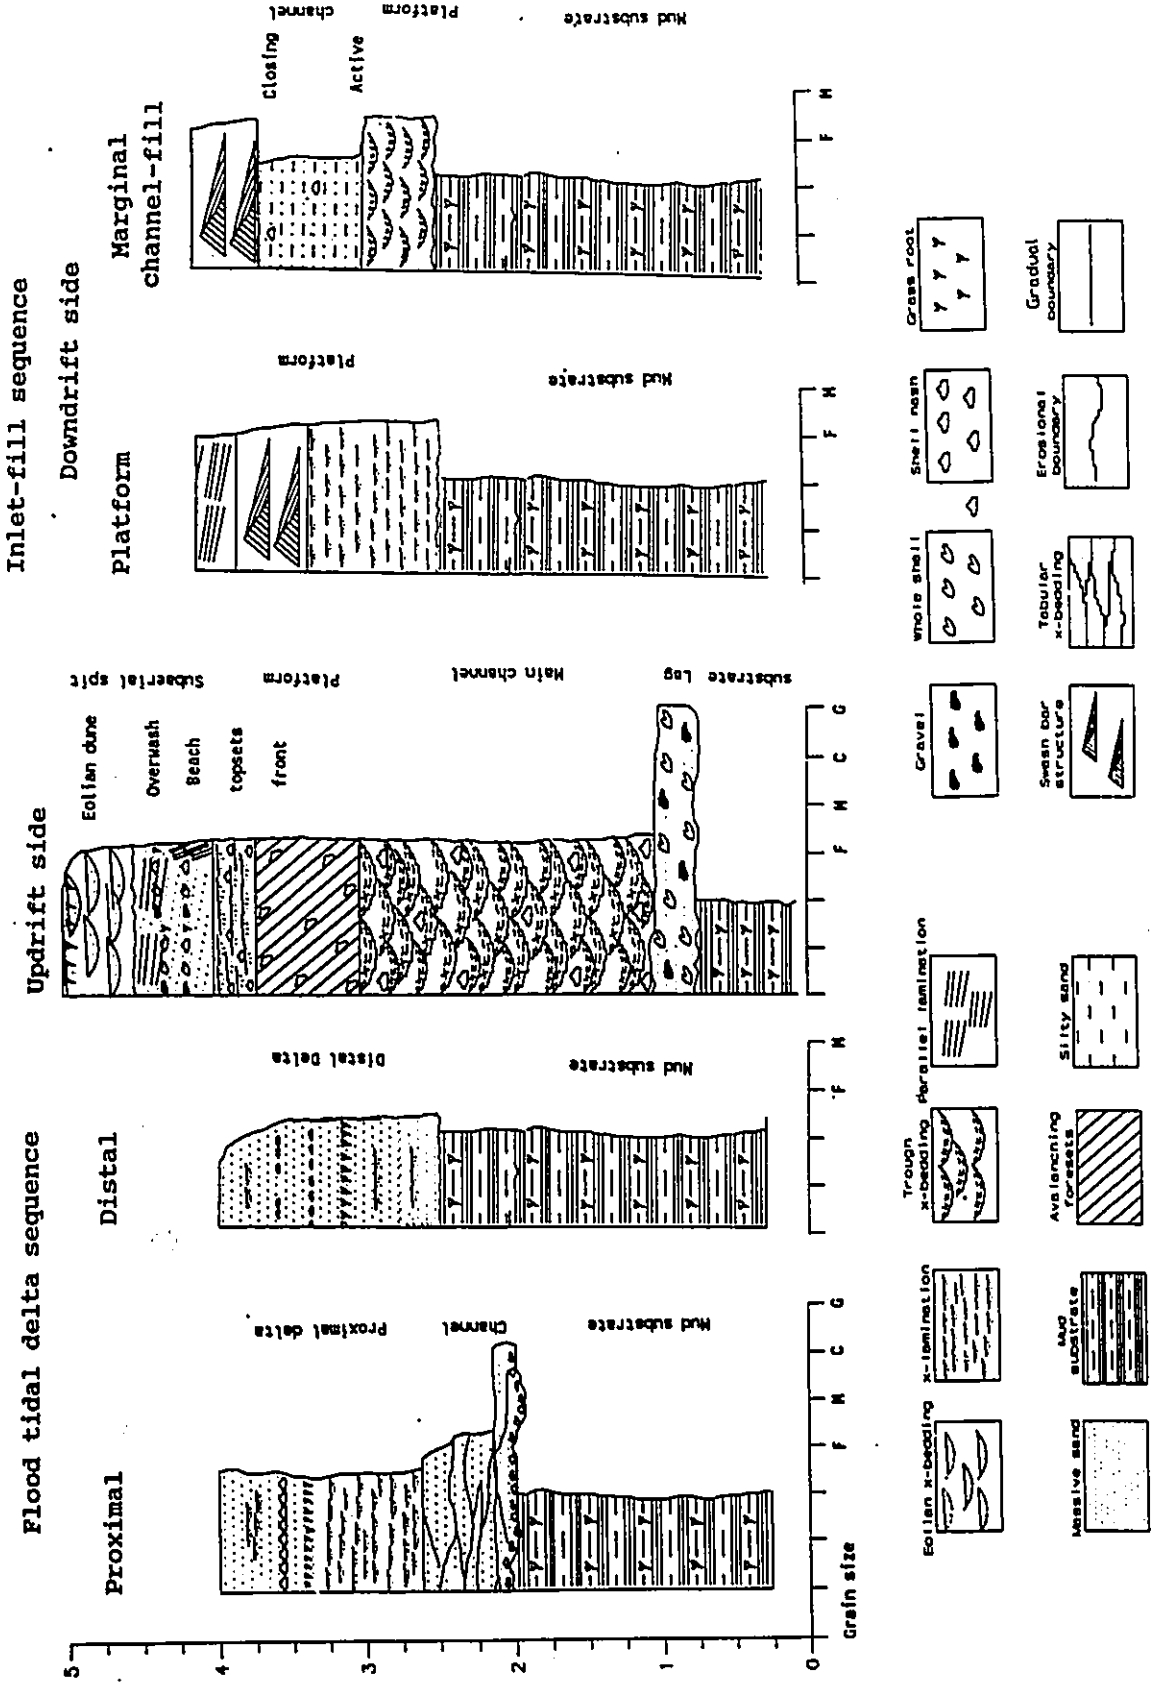 Flood tidal delta sequence
Inlet-fill sequence
Updrift side
Downdrift side
Proximal
Distal
Platform
Marginal
channel-fill
5
4
3
2
1
0
Grain size
Proximal delta
Channel
Mud substrate
F M C G
Distal Delta
Mud substrate
F M
Eolian dune
Overwash
Beach
topsets
front
Subaerial spit
Platform
Main channel
Lag
substrate
F M C G
Platform
Mud substrate
F M
Closing
Active
channel
Platform
Mud substrate
F M
Eolian x-bedding
x-lamination
Trough
x-bedding
Parallel lamination
Gravel
Whole shell
Shell hash
Grass root
Massive sand
Mud
substrate
Avalanching
foresets
Silty sand
Swash bar
structure
Tabular
x-bedding
Erosional
boundary
Gradual
boundary